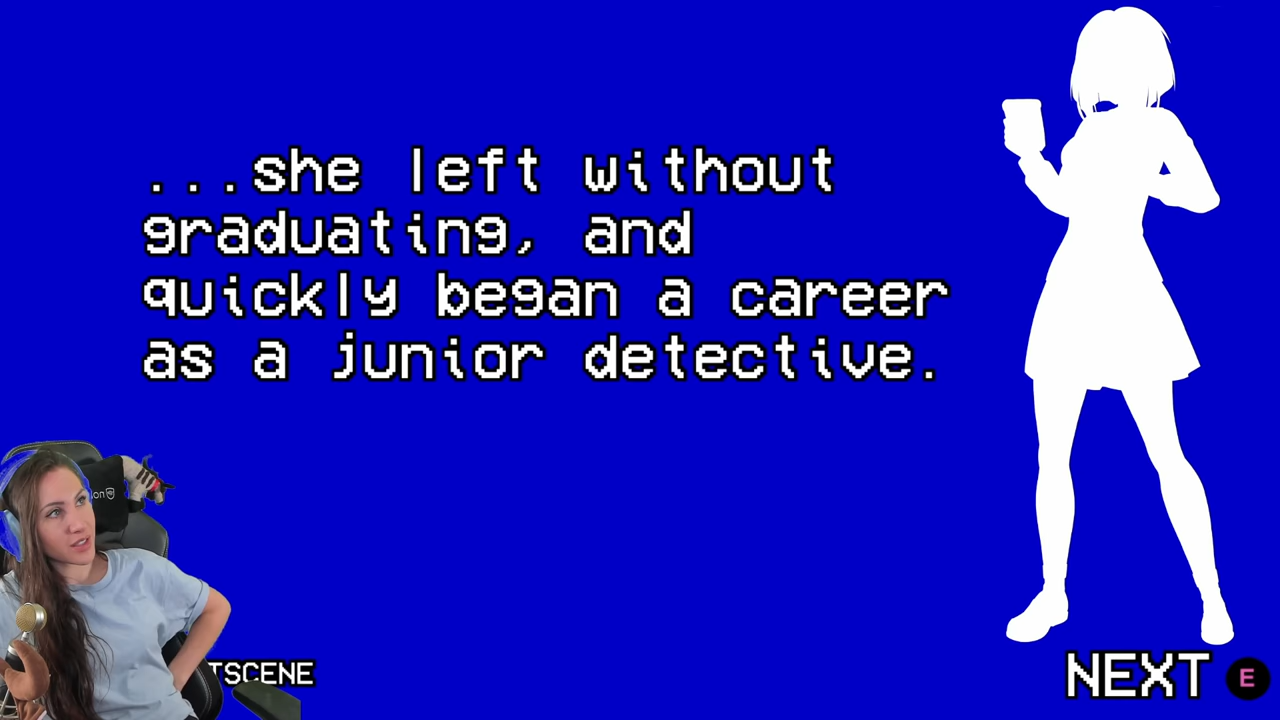 ...she left without
graduating, and
quickly began a career
as a junior detective.
TSCENE
NEXT E